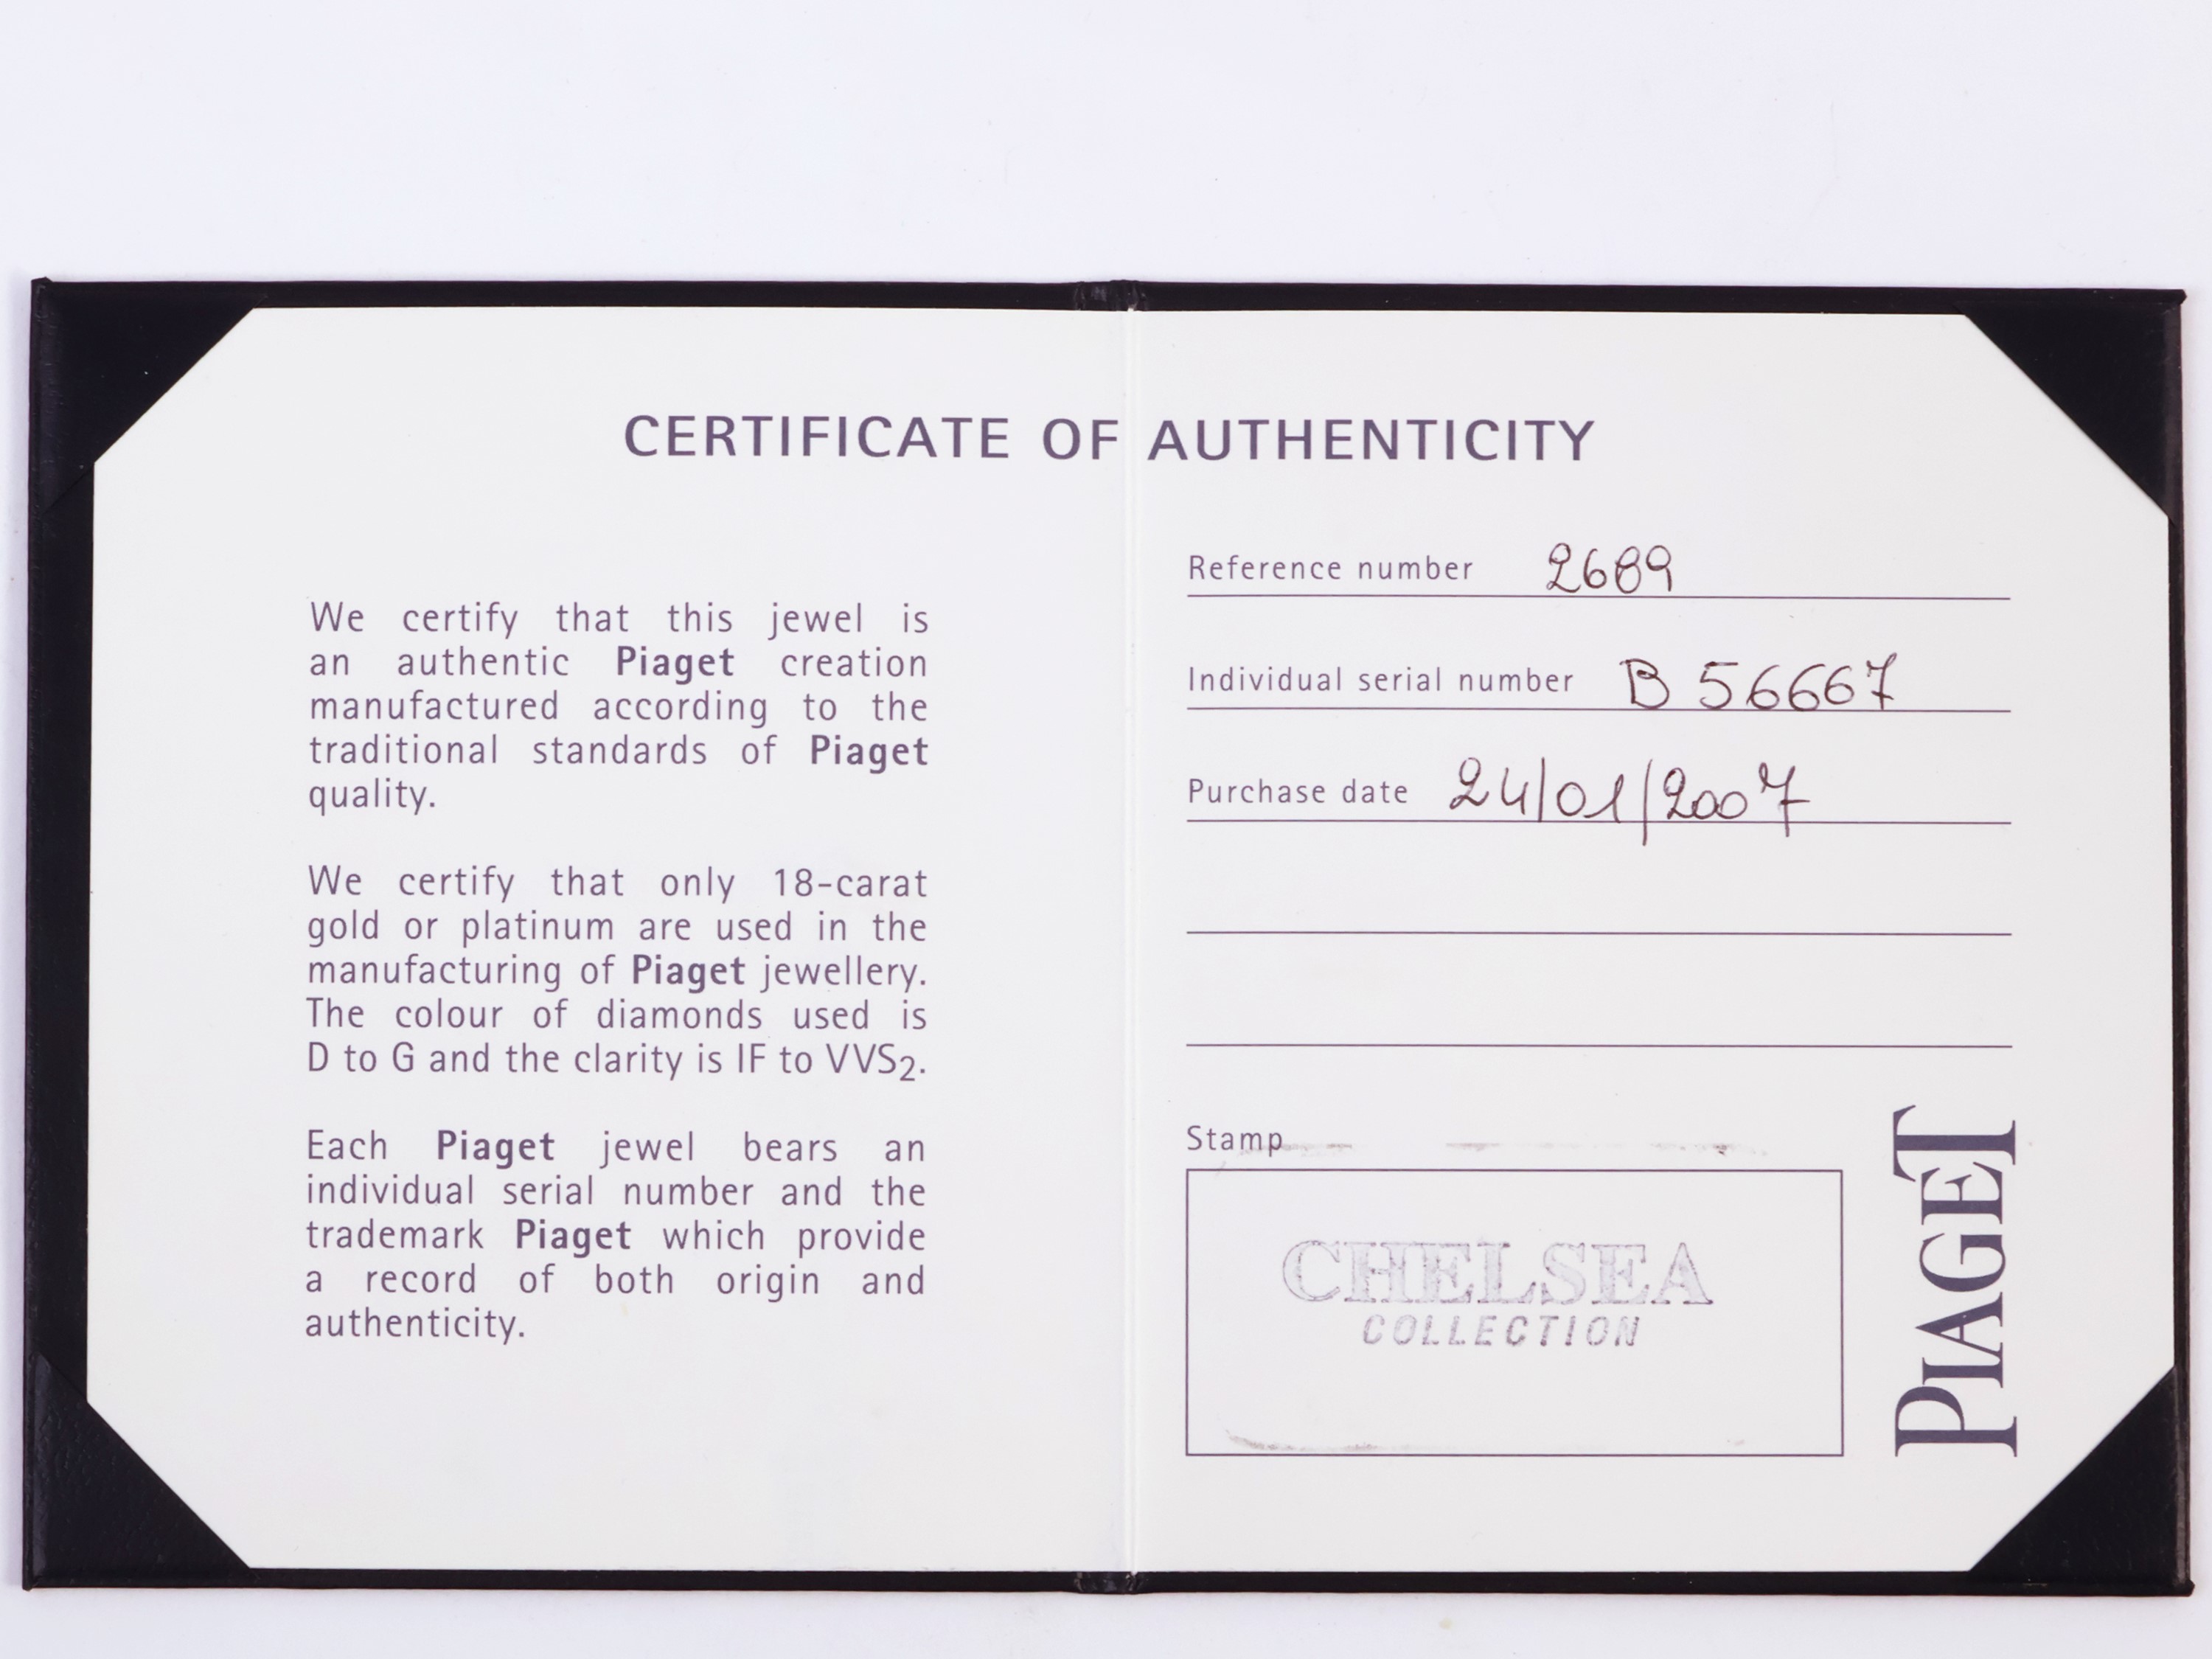 CERTIFICATE OF AUTHENTICITY
We certify that this jewel is
an authentic Piaget creation
manufactured according to the
traditional standards of Piaget
quality.
We certify that only 18-carat
gold or platinum are used in the
manufacturing of Piaget jewellery.
The colour of diamonds used is
D to G and the clarity is IF to VVS2.
Each Piaget jewel bears an
individual serial number and the
trademark Piaget which provide
a record of both origin and
authenticity.
Reference number 2689
Individual serial number B 56667
Purchase date 24/01/2007
Stamp
CHELSEA
COLLECTION
PIAGET